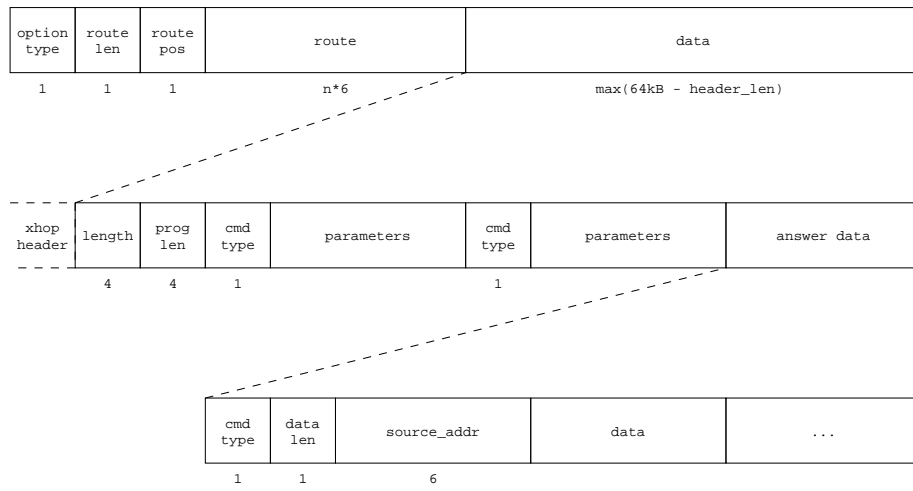 option type
route len
route pos
route
data
1
1
1
n*6
max(64kB - header_len)
xhop header
length
prog len
cmd type
parameters
cmd type
parameters
answer data
4
4
1
1
cmd type
data len
source_addr
data
...
1
1
6